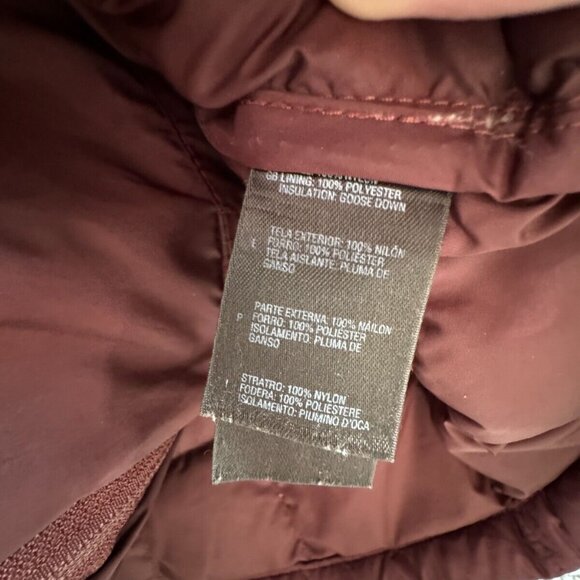 100% NYLON
GB LINING: 100% POLYESTER
INSULATION: GOOSE DOWN
TELA EXTERIOR: 100% NILÓN
E FORRO: 100% POLIÉSTER
TELA AISLANTE: PLUMA DE
GANSO
PARTE EXTERNA: 100% NÁILON
P FORRO: 100% POLIÉSTER
ISOLAMENTO: PLUMA DE
GANSO
STRATRO: 100% NYLON
FODERA: 100% POLIESTERE
ISOLAMENTO: PIUMINO D'OCA